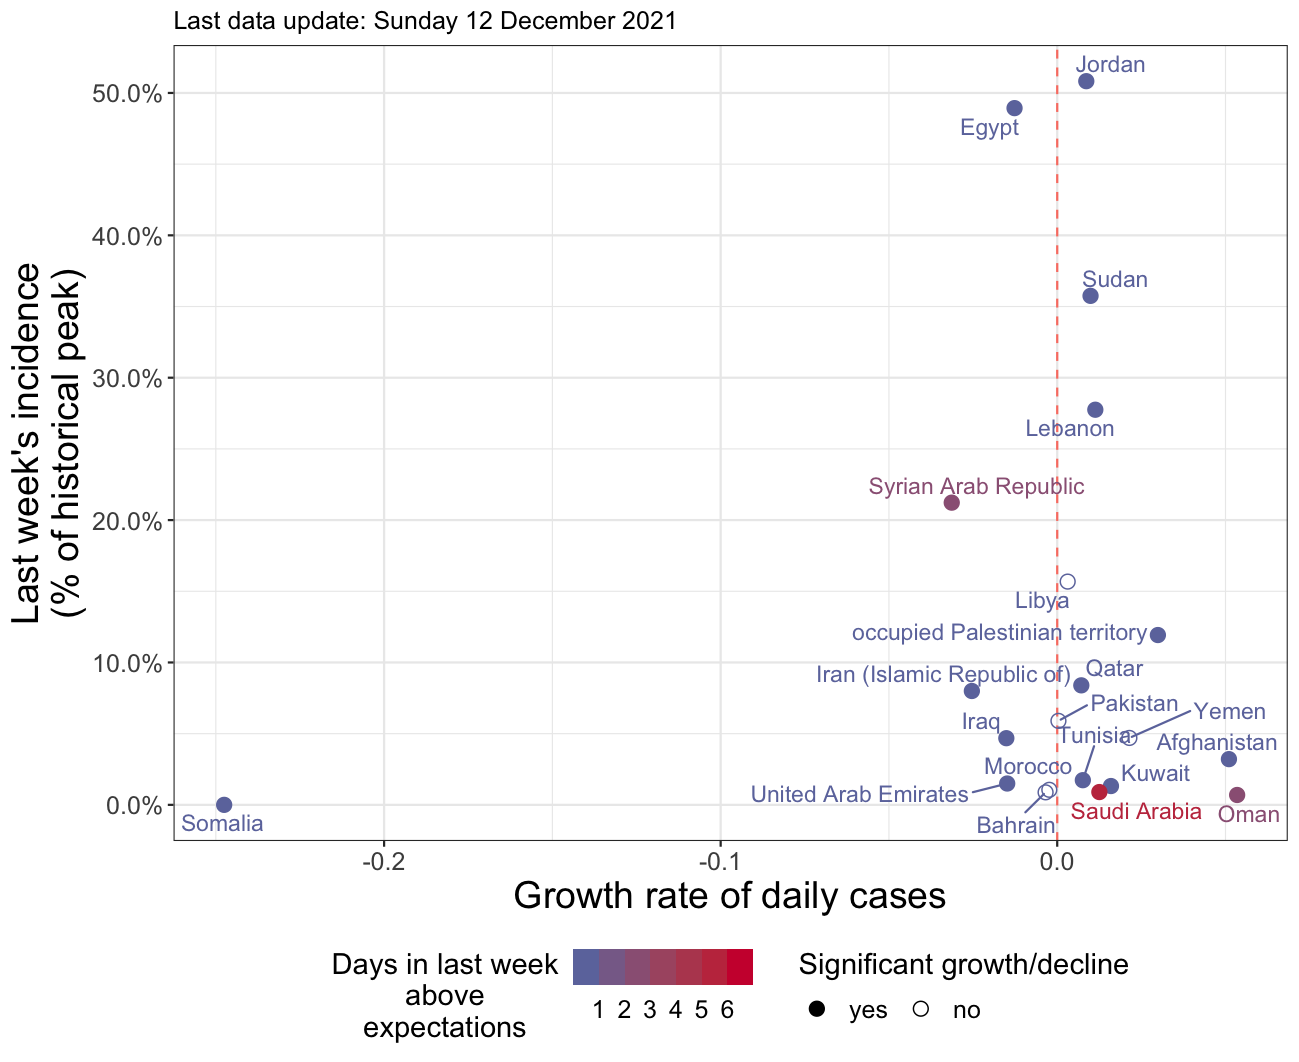 Last data update: Sunday 12 December 2021
Last week's incidence
(% of historical peak)
50.0%
40.0%
30.0%
20.0%
10.0%
0.0%
Jordan
Egypt
Sudan
Lebanon
Syrian Arab Republic
Libya
occupied Palestinian territory
Iran (Islamic Republic of)
Qatar
Pakistan
Yemen
Iraq
Tunisia
Afghanistan
Morocco
Kuwait
United Arab Emirates
Saudi Arabia
Oman
Bahrain
Somalia
-0.2
-0.1
0.0
Growth rate of daily cases
Days in last week
above
expectations
1 2 3 4 5 6
Significant growth/decline
yes
no